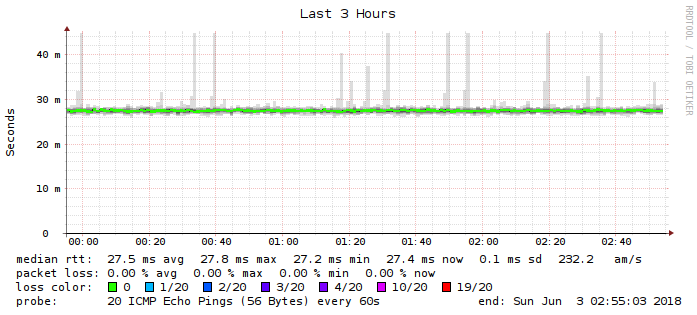 Last 3 Hours
RRDTOOL / TOBI OETIKER
Seconds
40 m
30 m
20 m
10 m
0
00:00 00:20 00:40 01:00 01:20 01:40 02:00 02:20 02:40
median rtt: 27.5 ms avg 27.8 ms max 27.2 ms min 27.4 ms now 0.1 ms sd 232.2 am/s
packet loss: 0.00 % avg 0.00 % max 0.00 % min 0.00 % now
loss color: 0 1/20 2/20 3/20 4/20 10/20 19/20
probe: 20 ICMP Echo Pings (56 Bytes) every 60s end: Sun Jun 3 02:55:03 2018